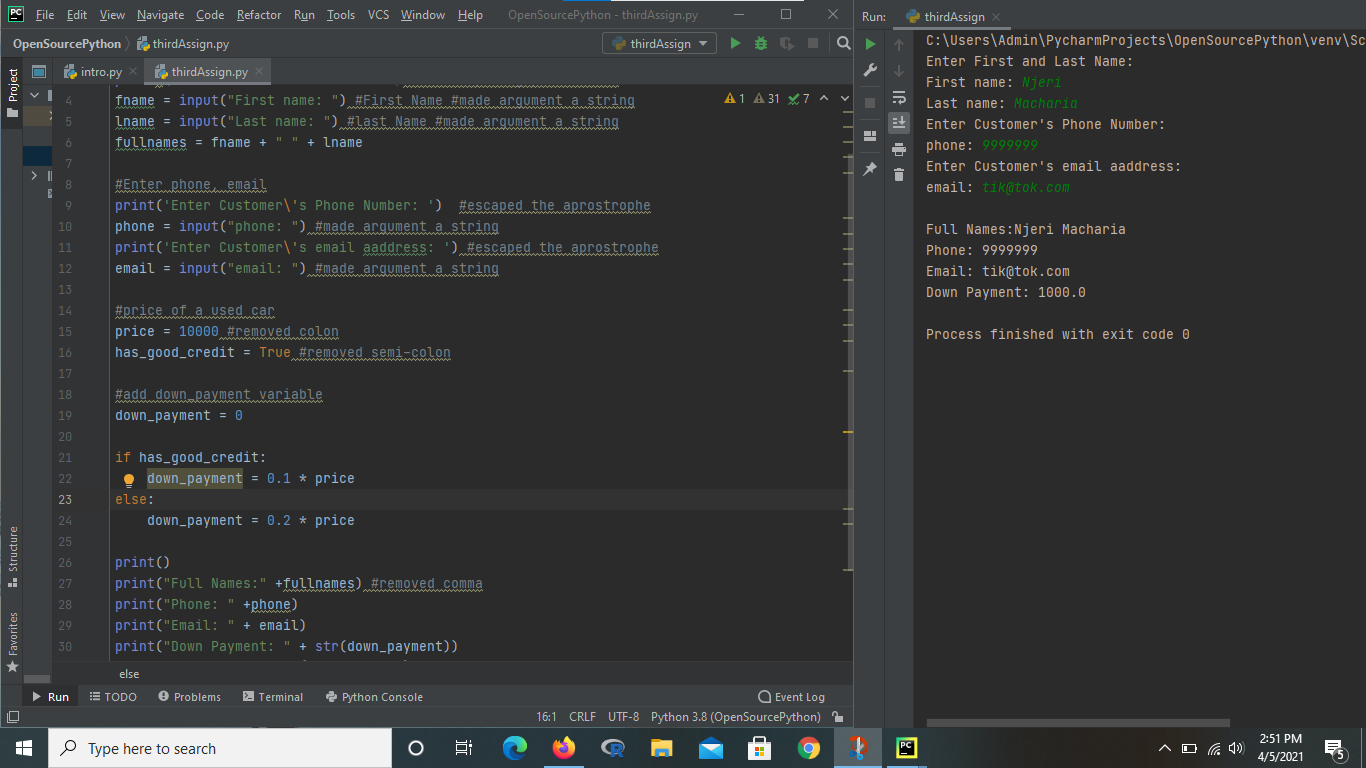 File Edit View Navigate Code Refactor Run Tools VCS Window Help OpenSourcePython - thirdAssign.py
OpenSourcePython thirdAssign.py thirdAssign
Project
intro.py thirdAssign.py
1 31 7
4 fname = input("First name: ") #First Name #made argument a string
5 lname = input("Last name: ") #last Name #made argument a string
6 fullnames = fname + " " + lname
7
8 #Enter phone, email
9 print('Enter Customer\'s Phone Number: ') #escaped the aprostrophe
10 phone = input("phone: ") #made argument a string
11 print('Enter Customer\'s email aaddress: ') #escaped the aprostrophe
12 email = input("email: ") #made argument a string
13
14 #price of a used car
15 price = 10000 #removed colon
16 has_good_credit = True #removed semi-colon
17
18 #add down_payment variable
19 down_payment = 0
20
21 if has_good_credit:
22 down_payment = 0.1 * price
23 else:
24 down_payment = 0.2 * price
25
26 print()
27 print("Full Names:" +fullnames) #removed comma
28 print("Phone: " +phone)
29 print("Email: " + email)
30 print("Down Payment: " + str(down_payment))
else
Structure
Favorites
Run TODO Problems Terminal Python Console Event Log
16:1 CRLF UTF-8 Python 3.8 (OpenSourcePython)
Run: thirdAssign
C:\Users\Admin\PycharmProjects\OpenSourcePython\venv\Sc
Enter First and Last Name:
First name: Njeri
Last name: Macharia
Enter Customer's Phone Number:
phone: 9999999
Enter Customer's email aaddress:
email: tik@tok.com
Full Names:Njeri Macharia
Phone: 9999999
Email: tik@tok.com
Down Payment: 1000.0
Process finished with exit code 0
Type here to search
2:51 PM
4/5/2021
5